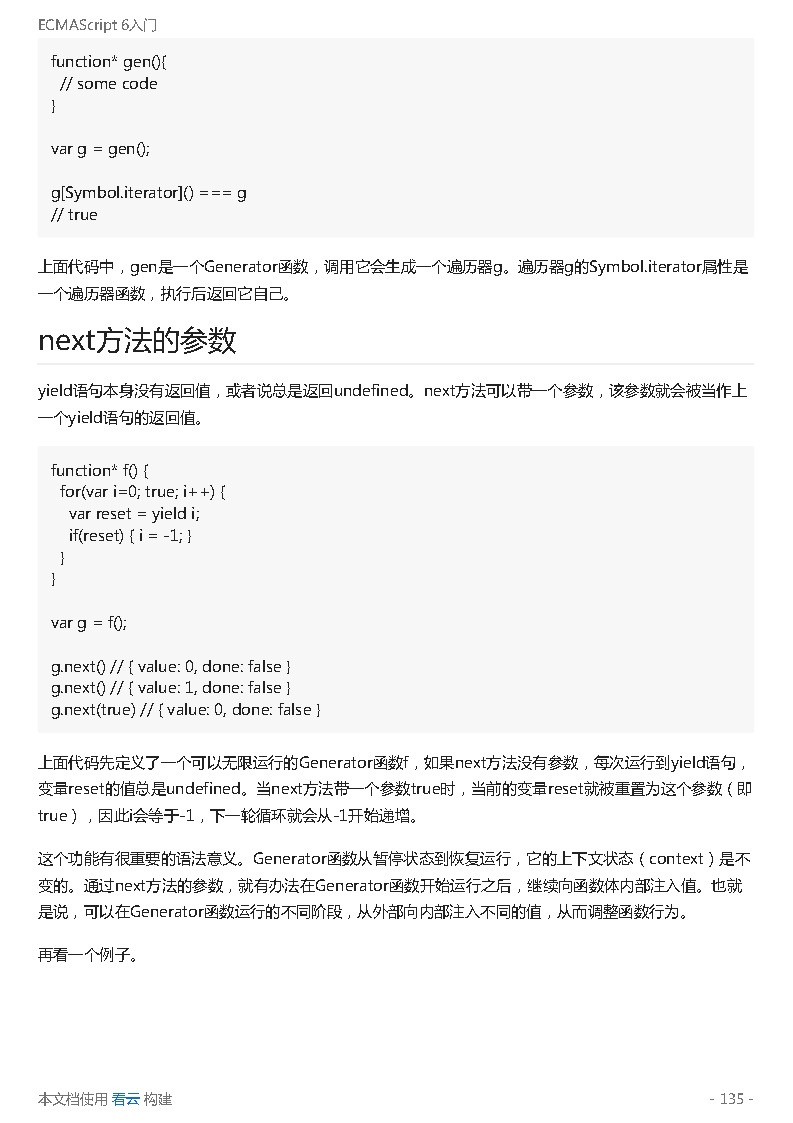 ECMAScript 6入门
function* gen(){
  // some code
}
var g = gen();
g[Symbol.iterator]() === g
// true
上面代码中，gen是一个Generator函数，调用它会生成一个遍历器g。遍历器g的Symbol.iterator属性是
一个遍历器函数，执行后返回它自己。
next方法的参数
yield语句本身没有返回值，或者说总是返回undefined。next方法可以带一个参数，该参数就会被当作上
一个yield语句的返回值。
function* f() {
  for(var i=0; true; i++) {
    var reset = yield i;
    if(reset) { i = -1; }
  }
}
var g = f();
g.next() // { value: 0, done: false }
g.next() // { value: 1, done: false }
g.next(true) // { value: 0, done: false }
上面代码先定义了一个可以无限运行的Generator函数f，如果next方法没有参数，每次运行到yield语句，
变量reset的值总是undefined。当next方法带一个参数true时，当前的变量reset就被重置为这个参数（即
true），因此i会等于-1，下一轮循环就会从-1开始递增。
这个功能有很重要的语法意义。Generator函数从暂停状态到恢复运行，它的上下文状态（context）是不
变的。通过next方法的参数，就有办法在Generator函数开始运行之后，继续向函数体内部注入值。也就
是说，可以在Generator函数运行的不同阶段，从外部向内部注入不同的值，从而调整函数行为。
再看一个例子。
本文档使用 看云 构建
- 135 -